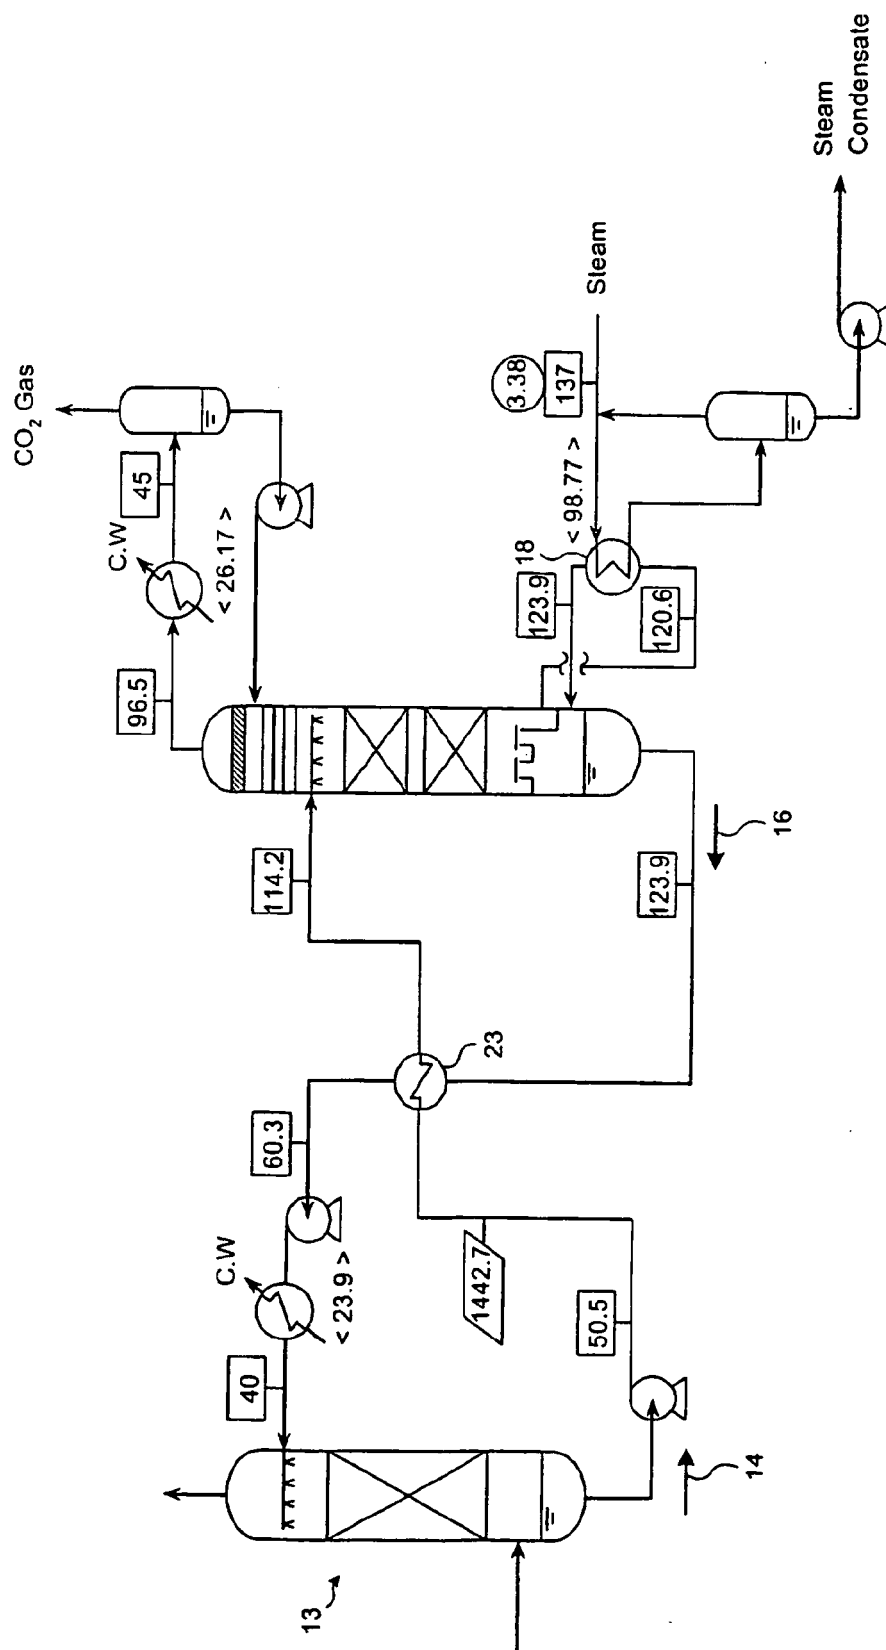 CO2 Gas
C.W
45
< 26.17 >
96.5
3.38
137
Steam
< 98.77 >
18
123.9
120.6
Steam
Condensate
114.2
16
123.9
23
60.3
C.W
< 23.9 >
1442.7
40
50.5
13
14